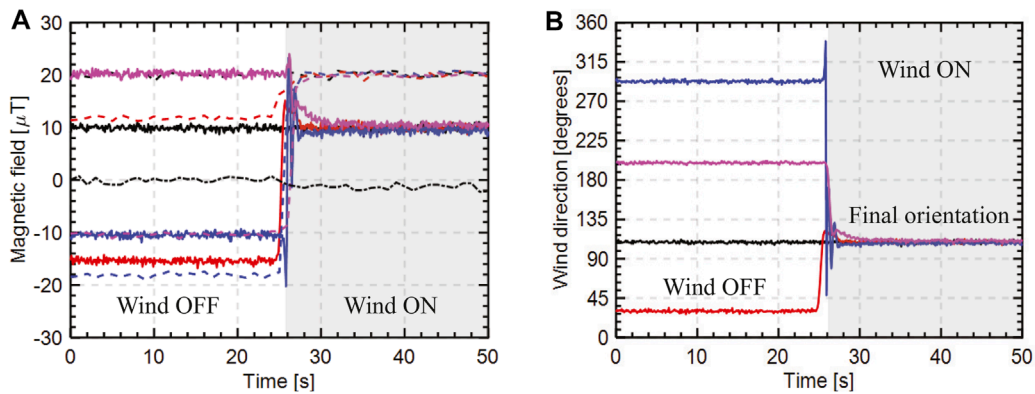 A
Magnetic field [μT]
30
20
10
0
-10
-20
-30
Wind OFF
Wind ON
0
10
20
30
40
50
Time [s]
B
Wind direction [degrees]
360
315
270
225
180
135
90
45
0
Wind ON
Final orientation
Wind OFF
0
10
20
30
40
50
Time [s]